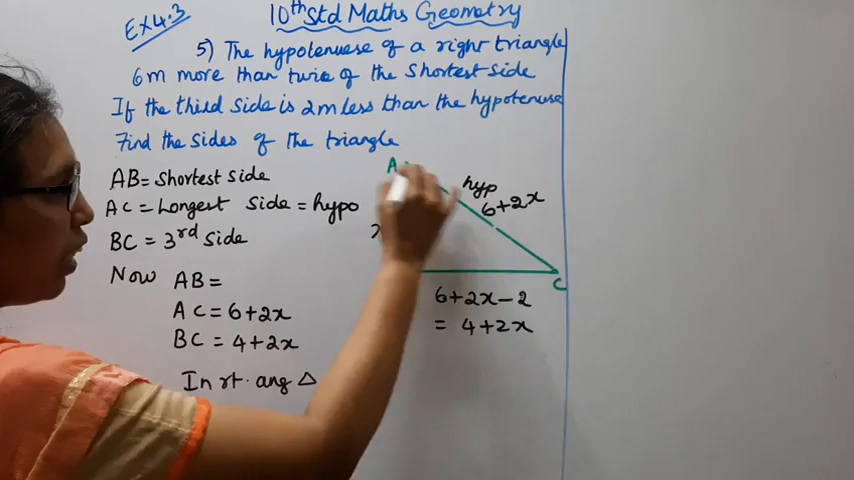 Ex 4.3
10th Std Maths Geometry
5) The hypotenuese of a right triangle
6m more than twice of the shortest side
If the third side is 2m less than the hypotenuse
Find the sides of the triangle
AB = Shortest side
AC = Longest side = hypo
BC = 3rd side
Now AB =
AC = 6+2x
BC = 4+2x
In rt. ang △
A
hyp
6+2x
x
C
6+2x-2
= 4+2x